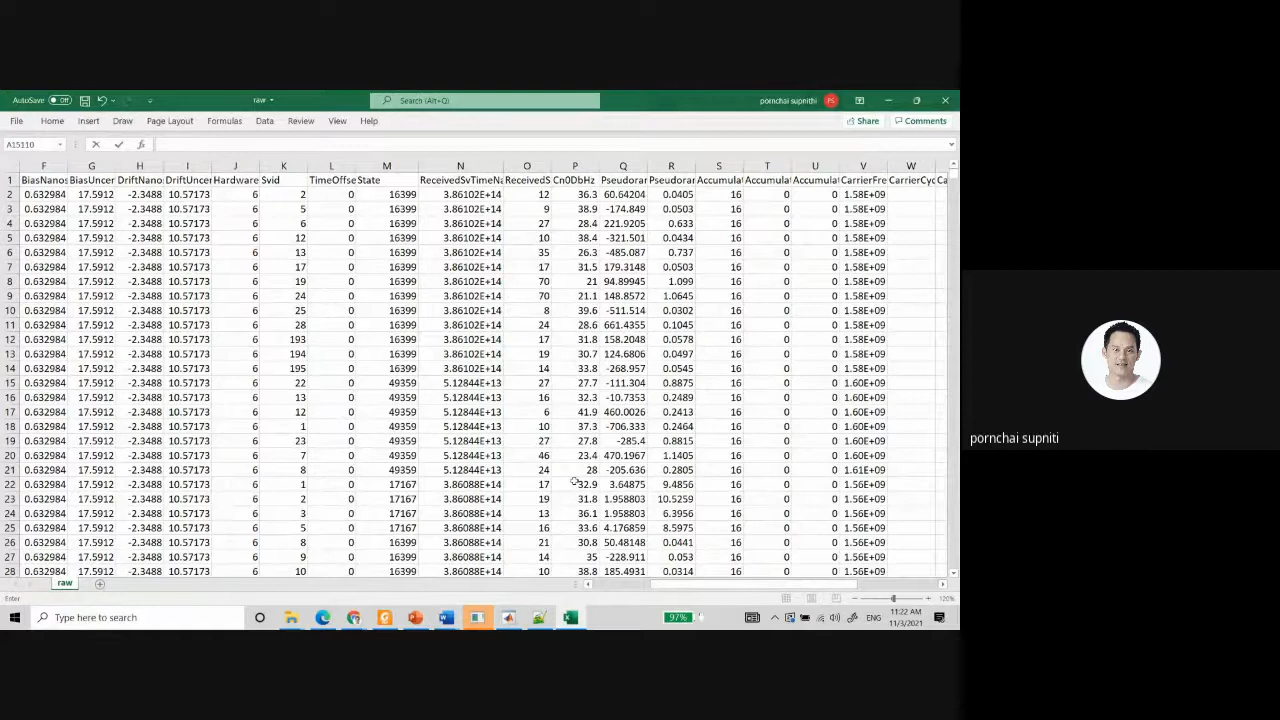 AutoSave Off raw Search (Alt+Q) pornchai supnithi PS
File Home Insert Draw Page Layout Formulas Data Review View Help Share Comments
A15110 fx
F G H I J K L M N O P Q R S T U V W
1 BiasNanos BiasUncer DriftNano DriftUncer Hardware Svid TimeOffse State ReceivedSvTimeNa ReceivedS Cn0DbHz Pseudorar Pseudorar Accumulat Accumulat Accumulat CarrierFre CarrierCyc Ca
2 0.632984 17.5912 -2.3488 10.57173 6 2 0 16399 3.86102E+14 12 36.3 60.64204 0.0405 16 0 0 1.58E+09
3 0.632984 17.5912 -2.3488 10.57173 6 5 0 16399 3.86102E+14 9 38.9 -174.849 0.0503 16 0 0 1.58E+09
4 0.632984 17.5912 -2.3488 10.57173 6 6 0 16399 3.86102E+14 27 28.4 221.9205 0.633 16 0 0 1.58E+09
5 0.632984 17.5912 -2.3488 10.57173 6 12 0 16399 3.86102E+14 10 38.4 -321.501 0.0434 16 0 0 1.58E+09
6 0.632984 17.5912 -2.3488 10.57173 6 13 0 16399 3.86102E+14 35 26.3 -485.087 0.737 16 0 0 1.58E+09
7 0.632984 17.5912 -2.3488 10.57173 6 17 0 16399 3.86102E+14 17 31.5 179.3148 0.0503 16 0 0 1.58E+09
8 0.632984 17.5912 -2.3488 10.57173 6 19 0 16399 3.86102E+14 70 21 94.89945 1.099 16 0 0 1.58E+09
9 0.632984 17.5912 -2.3488 10.57173 6 24 0 16399 3.86102E+14 70 21.1 148.8572 1.0645 16 0 0 1.58E+09
10 0.632984 17.5912 -2.3488 10.57173 6 25 0 16399 3.86102E+14 8 39.6 -511.514 0.0302 16 0 0 1.58E+09
11 0.632984 17.5912 -2.3488 10.57173 6 28 0 16399 3.86102E+14 24 28.6 661.4355 0.1045 16 0 0 1.58E+09
12 0.632984 17.5912 -2.3488 10.57173 6 193 0 16399 3.86102E+14 17 31.8 158.2048 0.0578 16 0 0 1.58E+09
13 0.632984 17.5912 -2.3488 10.57173 6 194 0 16399 3.86102E+14 19 30.7 124.6806 0.0497 16 0 0 1.58E+09
14 0.632984 17.5912 -2.3488 10.57173 6 195 0 16399 3.86102E+14 14 33.8 -268.957 0.0545 16 0 0 1.58E+09
15 0.632984 17.5912 -2.3488 10.57173 6 22 0 49359 5.12844E+13 27 27.7 -111.304 0.8875 16 0 0 1.60E+09
16 0.632984 17.5912 -2.3488 10.57173 6 13 0 49359 5.12844E+13 16 32.3 -10.7353 0.2489 16 0 0 1.60E+09
17 0.632984 17.5912 -2.3488 10.57173 6 12 0 49359 5.12844E+13 6 41.9 460.0026 0.2413 16 0 0 1.60E+09
18 0.632984 17.5912 -2.3488 10.57173 6 1 0 49359 5.12844E+13 10 37.3 -706.333 0.2464 16 0 0 1.60E+09
19 0.632984 17.5912 -2.3488 10.57173 6 23 0 49359 5.12844E+13 27 27.8 -285.4 0.8815 16 0 0 1.60E+09
20 0.632984 17.5912 -2.3488 10.57173 6 7 0 49359 5.12844E+13 46 23.4 470.1967 1.1405 16 0 0 1.60E+09
21 0.632984 17.5912 -2.3488 10.57173 6 8 0 49359 5.12844E+13 24 28 -205.636 0.2805 16 0 0 1.61E+09
22 0.632984 17.5912 -2.3488 10.57173 6 1 0 17167 3.86088E+14 17 32.9 3.64875 9.4856 16 0 0 1.56E+09
23 0.632984 17.5912 -2.3488 10.57173 6 2 0 17167 3.86088E+14 19 31.8 1.958803 10.5259 16 0 0 1.56E+09
24 0.632984 17.5912 -2.3488 10.57173 6 3 0 17167 3.86088E+14 13 36.1 1.958803 6.3956 16 0 0 1.56E+09
25 0.632984 17.5912 -2.3488 10.57173 6 5 0 17167 3.86088E+14 16 33.6 4.176859 8.5975 16 0 0 1.56E+09
26 0.632984 17.5912 -2.3488 10.57173 6 8 0 16399 3.86088E+14 21 30.8 50.48148 0.0441 16 0 0 1.56E+09
27 0.632984 17.5912 -2.3488 10.57173 6 9 0 16399 3.86088E+14 14 35 -228.911 0.053 16 0 0 1.56E+09
28 0.632984 17.5912 -2.3488 10.57173 6 10 0 16399 3.86088E+14 10 38.8 185.4931 0.0314 16 0 0 1.56E+09
raw
Enter 120%
Type here to search 97% ENG 11:22 AM
11/3/2021
pornchai supniti